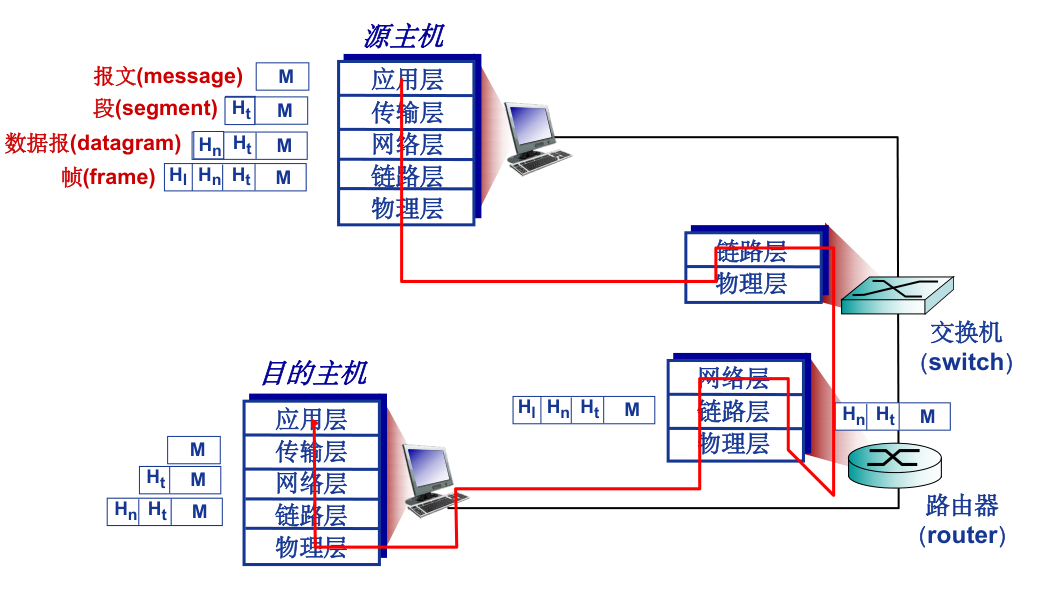 源主机
报文(message) M
段(segment) Ht M
数据报(datagram) Hn Ht M
帧(frame) Hl Hn Ht M
应用层
传输层
网络层
链路层
物理层
链路层
物理层
交换机
(switch)
目的主机
应用层
传输层
网络层
链路层
物理层
M
Ht M
Hn Ht M
Hl Hn Ht M
网络层
链路层
物理层
Hn Ht M
路由器
(router)